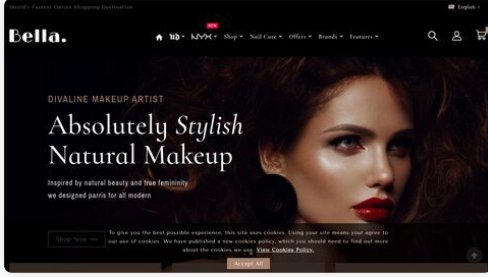 World's Fastest Online Shopping Destination
English
Bella.
NEW
UD NYX Shop Nail Care Offers Brands Features
DIVALINE MAKEUP ARTIST
Absolutely Stylish
Natural Makeup
Inspired by natural beauty and true femininity
we designed parris for all modern
Shop Now
To give you the best possible experience, this site uses cookies. Using your site means your agree to
our use of cookies. We have published a new cookies policy, which you should need to find out more
about the cookies we use. View Cookies Policy.
Accept All